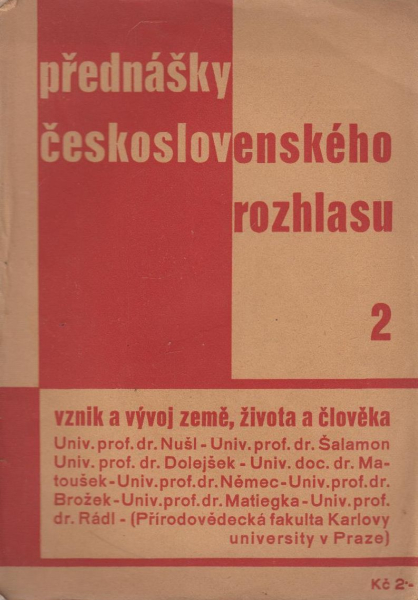 přednášky
československého
rozhlasu
2
vznik a vývoj země, života a člověka
Univ. prof. dr. Nušl - Univ. prof. dr. Šalamon
Univ. prof. dr. Dolejšek - Univ. doc. dr. Ma-
toušek - Univ. prof. dr. Němec - Univ. prof. dr.
Brožek - Univ. prof. dr. Matiegka - Univ. prof.
dr. Rádl - (Přírodovědecká fakulta Karlovy
university v Praze)
Kč 2·-